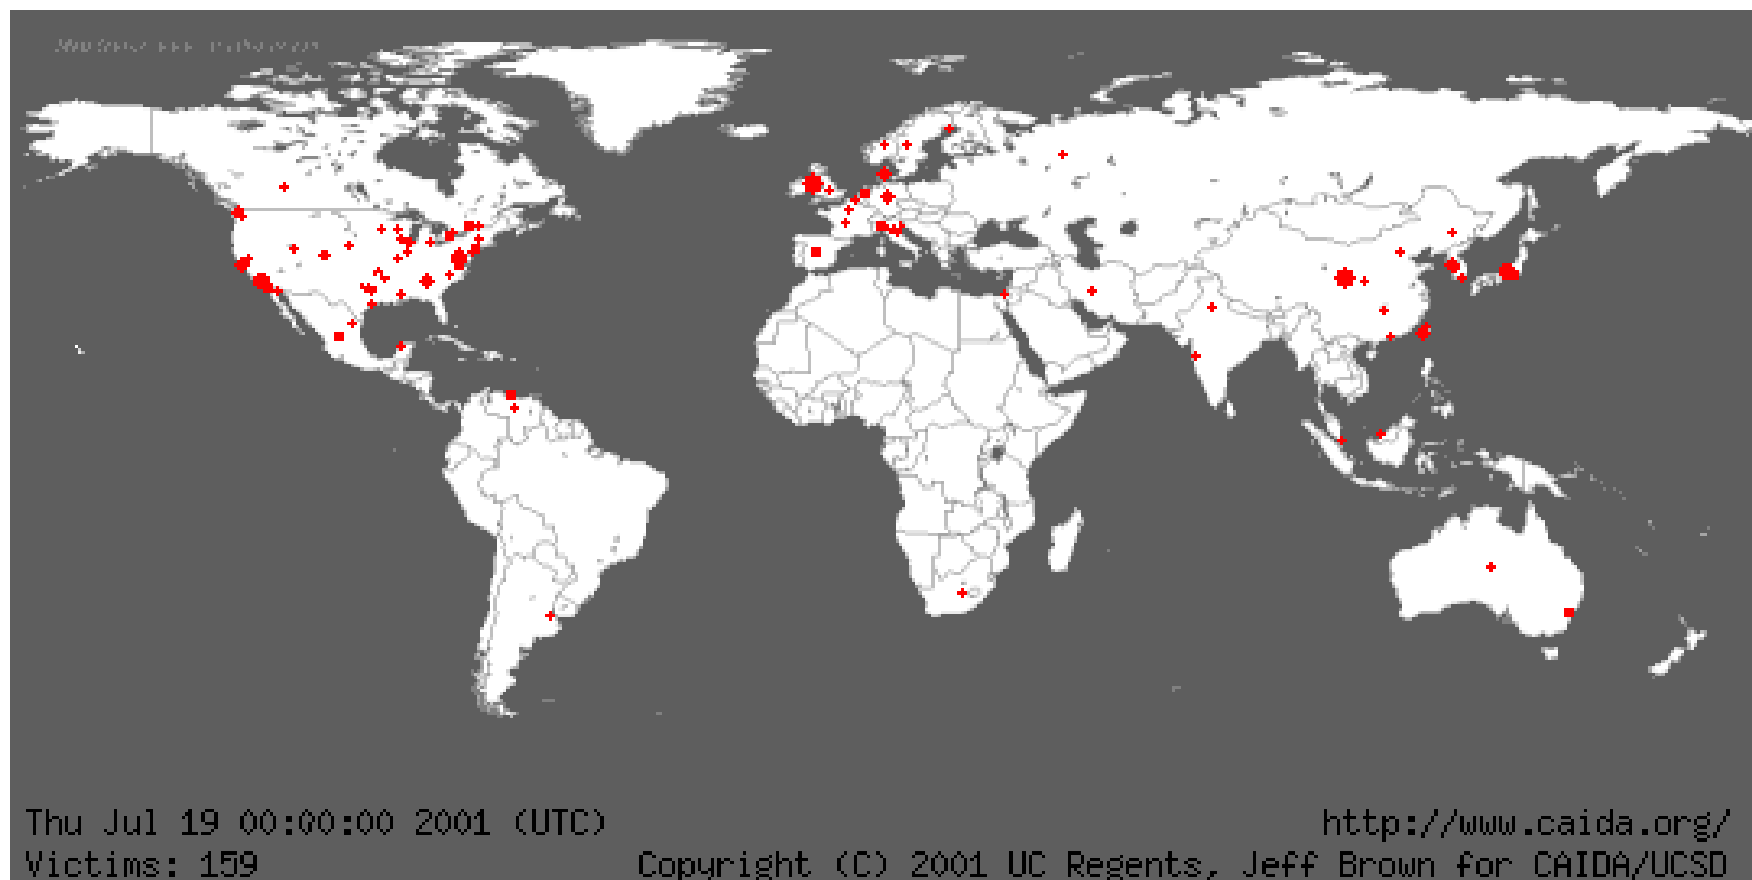 Thu Jul 19 00:00:00 2001 (UTC)
http://www.caida.org/
Victims: 159
Copyright (C) 2001 UC Regents, Jeff Brown for CAIDA/UCSD